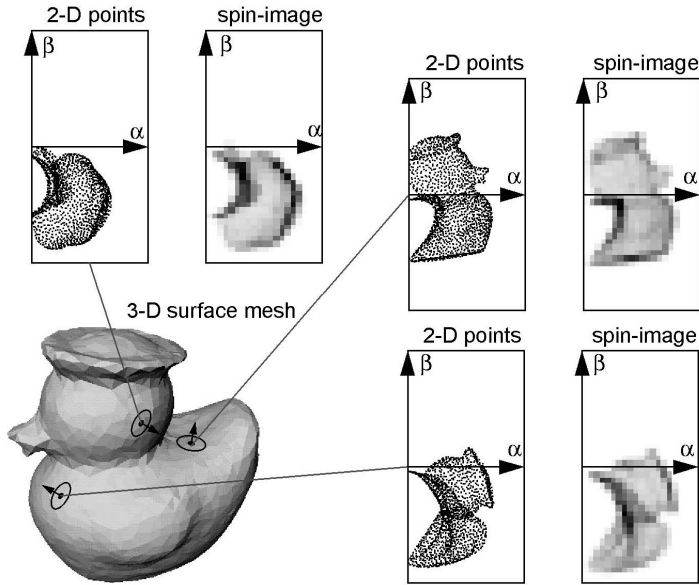 2-D points
spin-image
β
β
α
α
2-D points
spin-image
β
β
α
α
3-D surface mesh
2-D points
spin-image
β
β
α
α